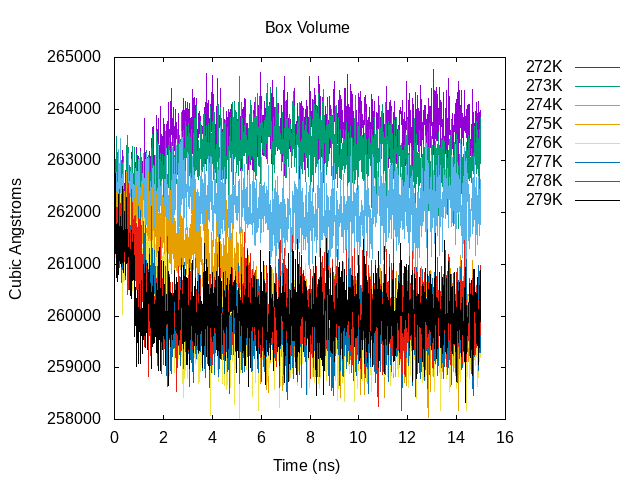 Box Volume
265000
264000
263000
262000
261000
260000
259000
258000
0 2 4 6 8 10 12 14 16
Cubic Angstroms
Time (ns)
272K
273K
274K
275K
276K
277K
278K
279K